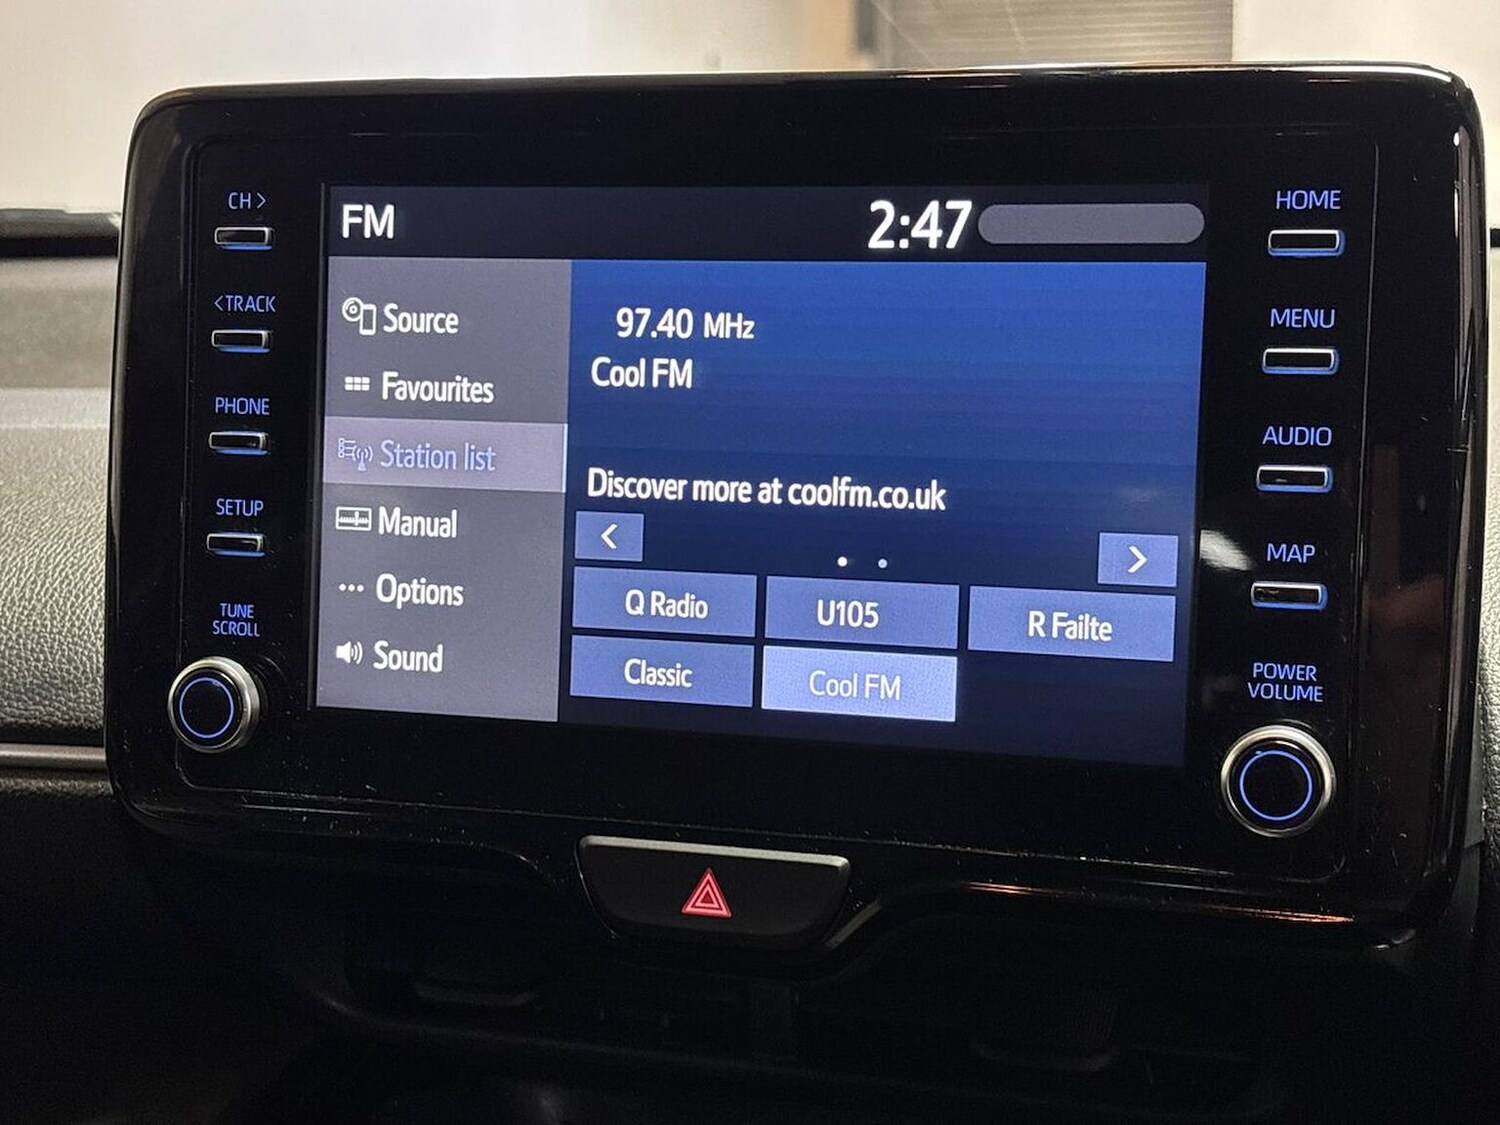 CH >
< TRACK
PHONE
SETUP
TUNE
SCROLL
FM
2:47
Source
Favourites
Station list
Manual
Options
Sound
97.40 MHz
Cool FM
Discover more at coolfm.co.uk
<
>
Q Radio
U105
R Failte
Classic
Cool FM
HOME
MENU
AUDIO
MAP
POWER
VOLUME